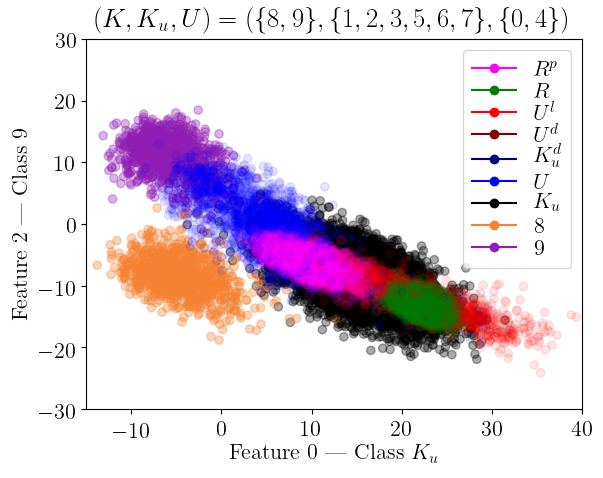 (K, K_u, U) = ({8, 9}, {1, 2, 3, 5, 6, 7}, {0, 4})
30
20
10
0
−10
−20
−30
Feature 2 — Class 9
−10
0
10
20
30
40
Feature 0 — Class K_u
R^p
R
U^l
U^d
K_u^d
U
K_u
8
9